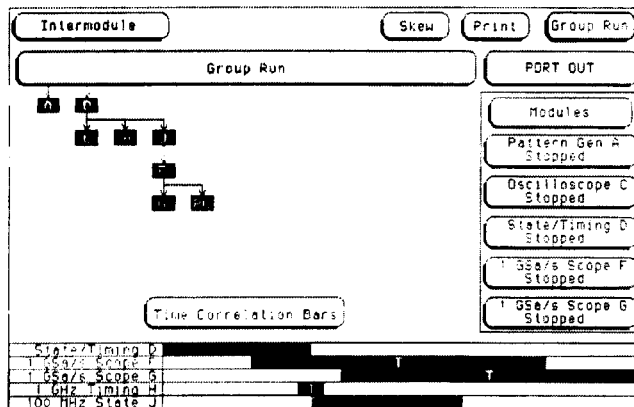 Intermodule
Skew
Print
Group Run
Group Run
PORT OUT
Modules
Pattern Gen A
Stopped
Oscilloscope C
Stopped
State/Timing D
Stopped
1 GSa/s Scope F
Stopped
1 GSa/s Scope G
Stopped
Time Correlation Bars
State/Timing D
1 GSa/s Scope F
T
1 GSa/s Scope G
T
1 GHz Timing H
100 MHz State J